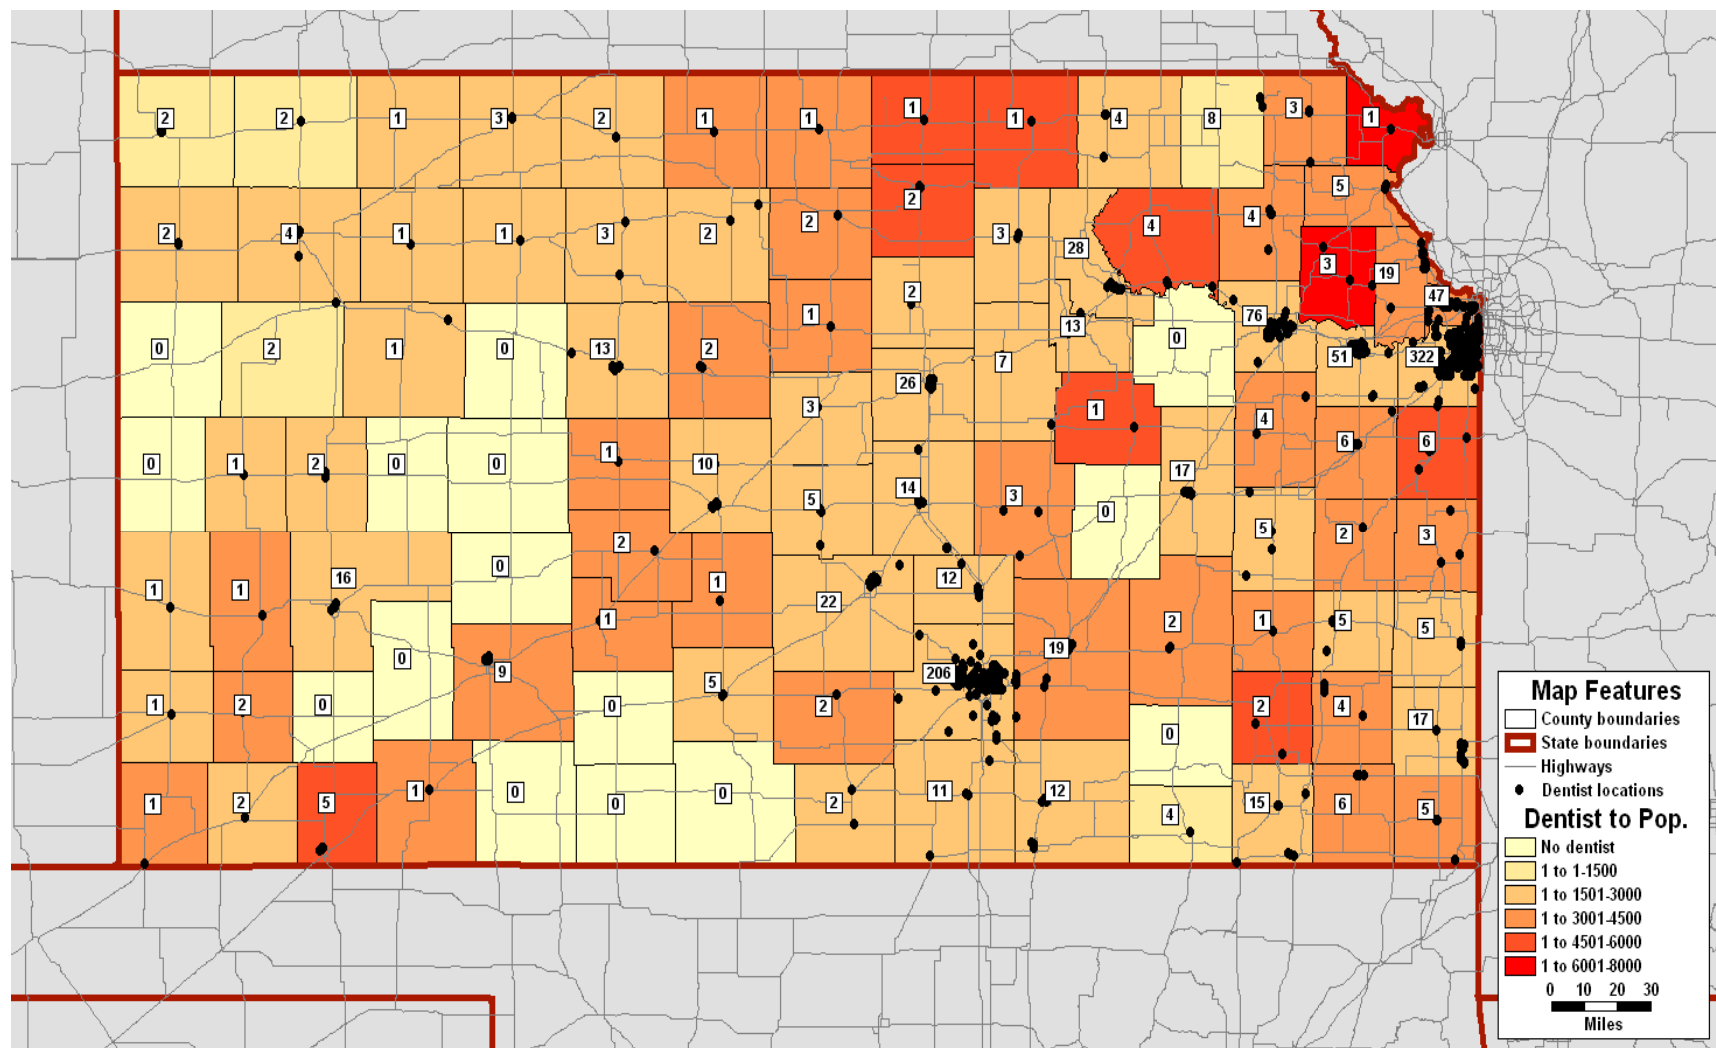 2 2 1 3 2 1 1 1 1 4 8 3 1
2 4 1 1 3 2 2 2 3 28 4 4 5
3 19 47
0 2 1 0 13 2 1 2 7 13 0 76 51 322
0 1 2 0 0 1 10 3 26 1 4 6 6
5 14 3 0 17 5 2 3
1 1 16 0 2 1 22 12
0 9 1 5 206 19 2 1 5 5
1 2 0 0 2 0 2 4 17
1 2 5 1 0 0 0 2 11 12 4 15 6 5
Map Features
County boundaries
State boundaries
Highways
Dentist locations
Dentist to Pop.
No dentist
1 to 1-1500
1 to 1501-3000
1 to 3001-4500
1 to 4501-6000
1 to 6001-8000
0 10 20 30
Miles